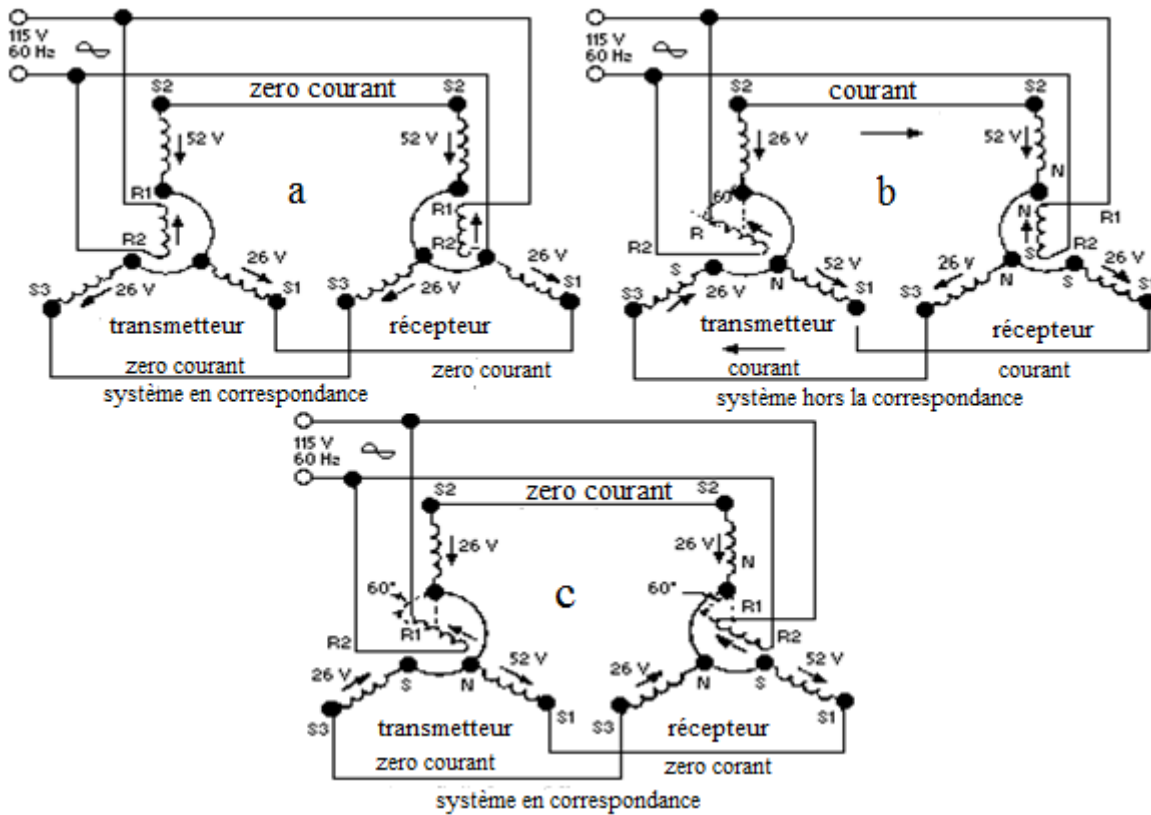 115 V
60 Hz
S2
zero courant
S2
52 V
52 V
R1
a
R1
R2
R2
26 V
26 V
S3
26 V
S1
S3
26 V
S1
transmetteur
récepteur
zero courant
zero courant
système en correspondance
115 V
60 Hz
S2
courant
S2
26 V
52 V
60°
b
N
N
R
R1
R2
S
R2
S
N
52 V
26 V
N
S
26 V
S3
26 V
S1
S3
S1
transmetteur
récepteur
courant
courant
système hors la correspondance
115 V
60 Hz
S2
zero courant
S2
26 V
26 V
N
60°
c
60°
R1
R1
R2
R2
26 V
S
N
52 V
26 V
N
S
52 V
S3
S1
S3
S1
transmetteur
récepteur
zero courant
zero corant
système en correspondance